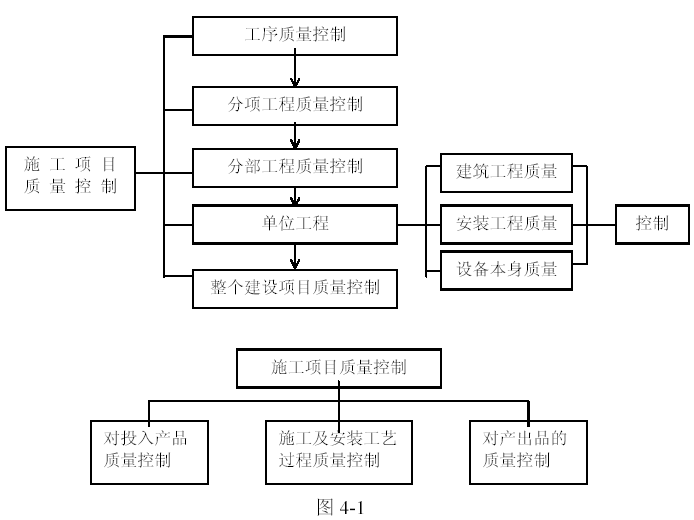 工序质量控制
分项工程质量控制
施工项目
质量控制
分部工程质量控制
单位工程
整个建设项目质量控制
建筑工程质量
安装工程质量
设备本身质量
控制
施工项目质量控制
对投入产品
质量控制
施工及安装工艺
过程质量控制
对产出品的
质量控制
图 4-1